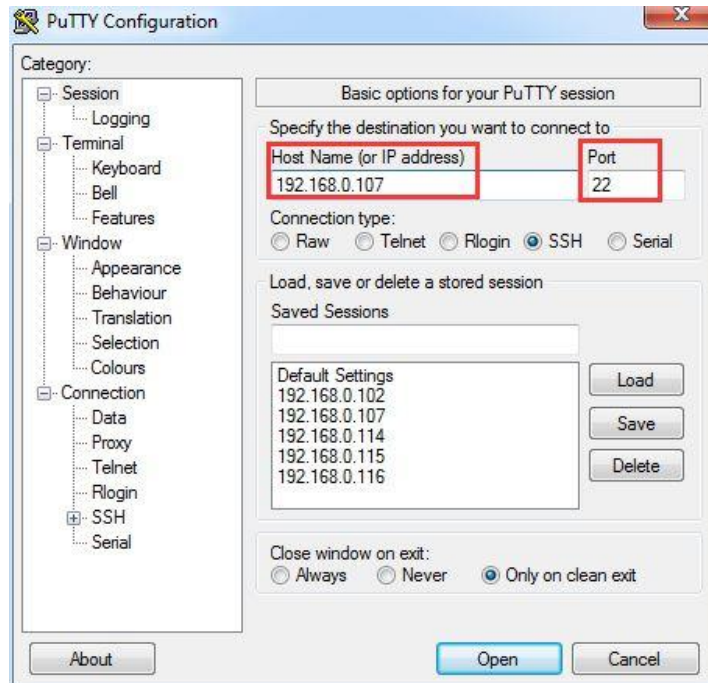 PuTTY Configuration
Category:
Session
Logging
Terminal
Keyboard
Bell
Features
Window
Appearance
Behaviour
Translation
Selection
Colours
Connection
Data
Proxy
Telnet
Rlogin
SSH
Serial
Basic options for your PuTTY session
Specify the destination you want to connect to
Host Name (or IP address) Port
192.168.0.107 22
Connection type:
Raw Telnet Rlogin SSH Serial
Load, save or delete a stored session
Saved Sessions
Default Settings
192.168.0.102
192.168.0.107
192.168.0.114
192.168.0.115
192.168.0.116
Load
Save
Delete
Close window on exit:
Always Never Only on clean exit
About Open Cancel